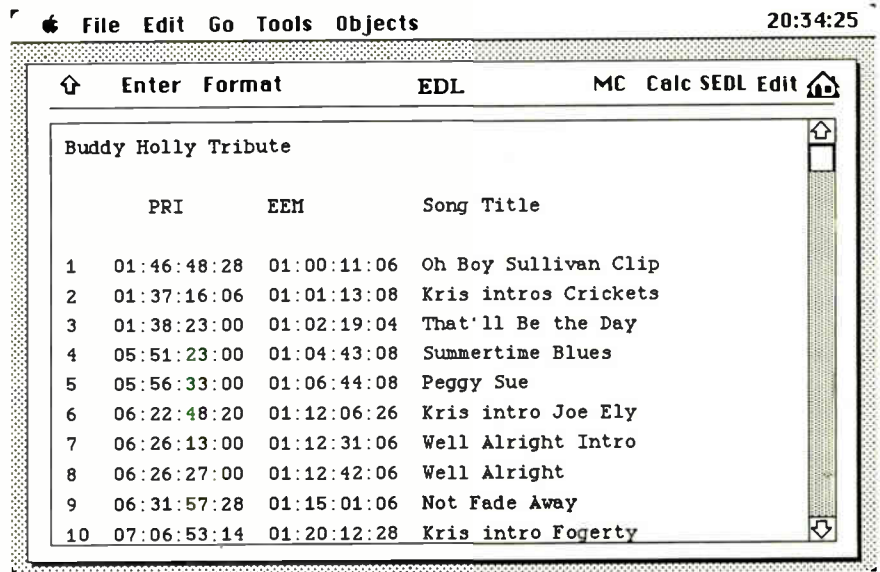 File Edit Go Tools Objects 20:34:25
Enter Format EDL MC Calc SEDL Edit
Buddy Holly Tribute
PRI EEM Song Title
1 01:46:48:28 01:00:11:06 Oh Boy Sullivan Clip
2 01:37:16:06 01:01:13:08 Kris intros Crickets
3 01:38:23:00 01:02:19:04 That'll Be the Day
4 05:51:23:00 01:04:43:08 Summertime Blues
5 05:56:33:00 01:06:44:08 Peggy Sue
6 06:22:48:20 01:12:06:26 Kris intro Joe Ely
7 06:26:13:00 01:12:31:06 Well Alright Intro
8 06:26:27:00 01:12:42:06 Well Alright
9 06:31:57:28 01:15:01:06 Not Fade Away
10 07:06:53:14 01:20:12:28 Kris intro Fogerty